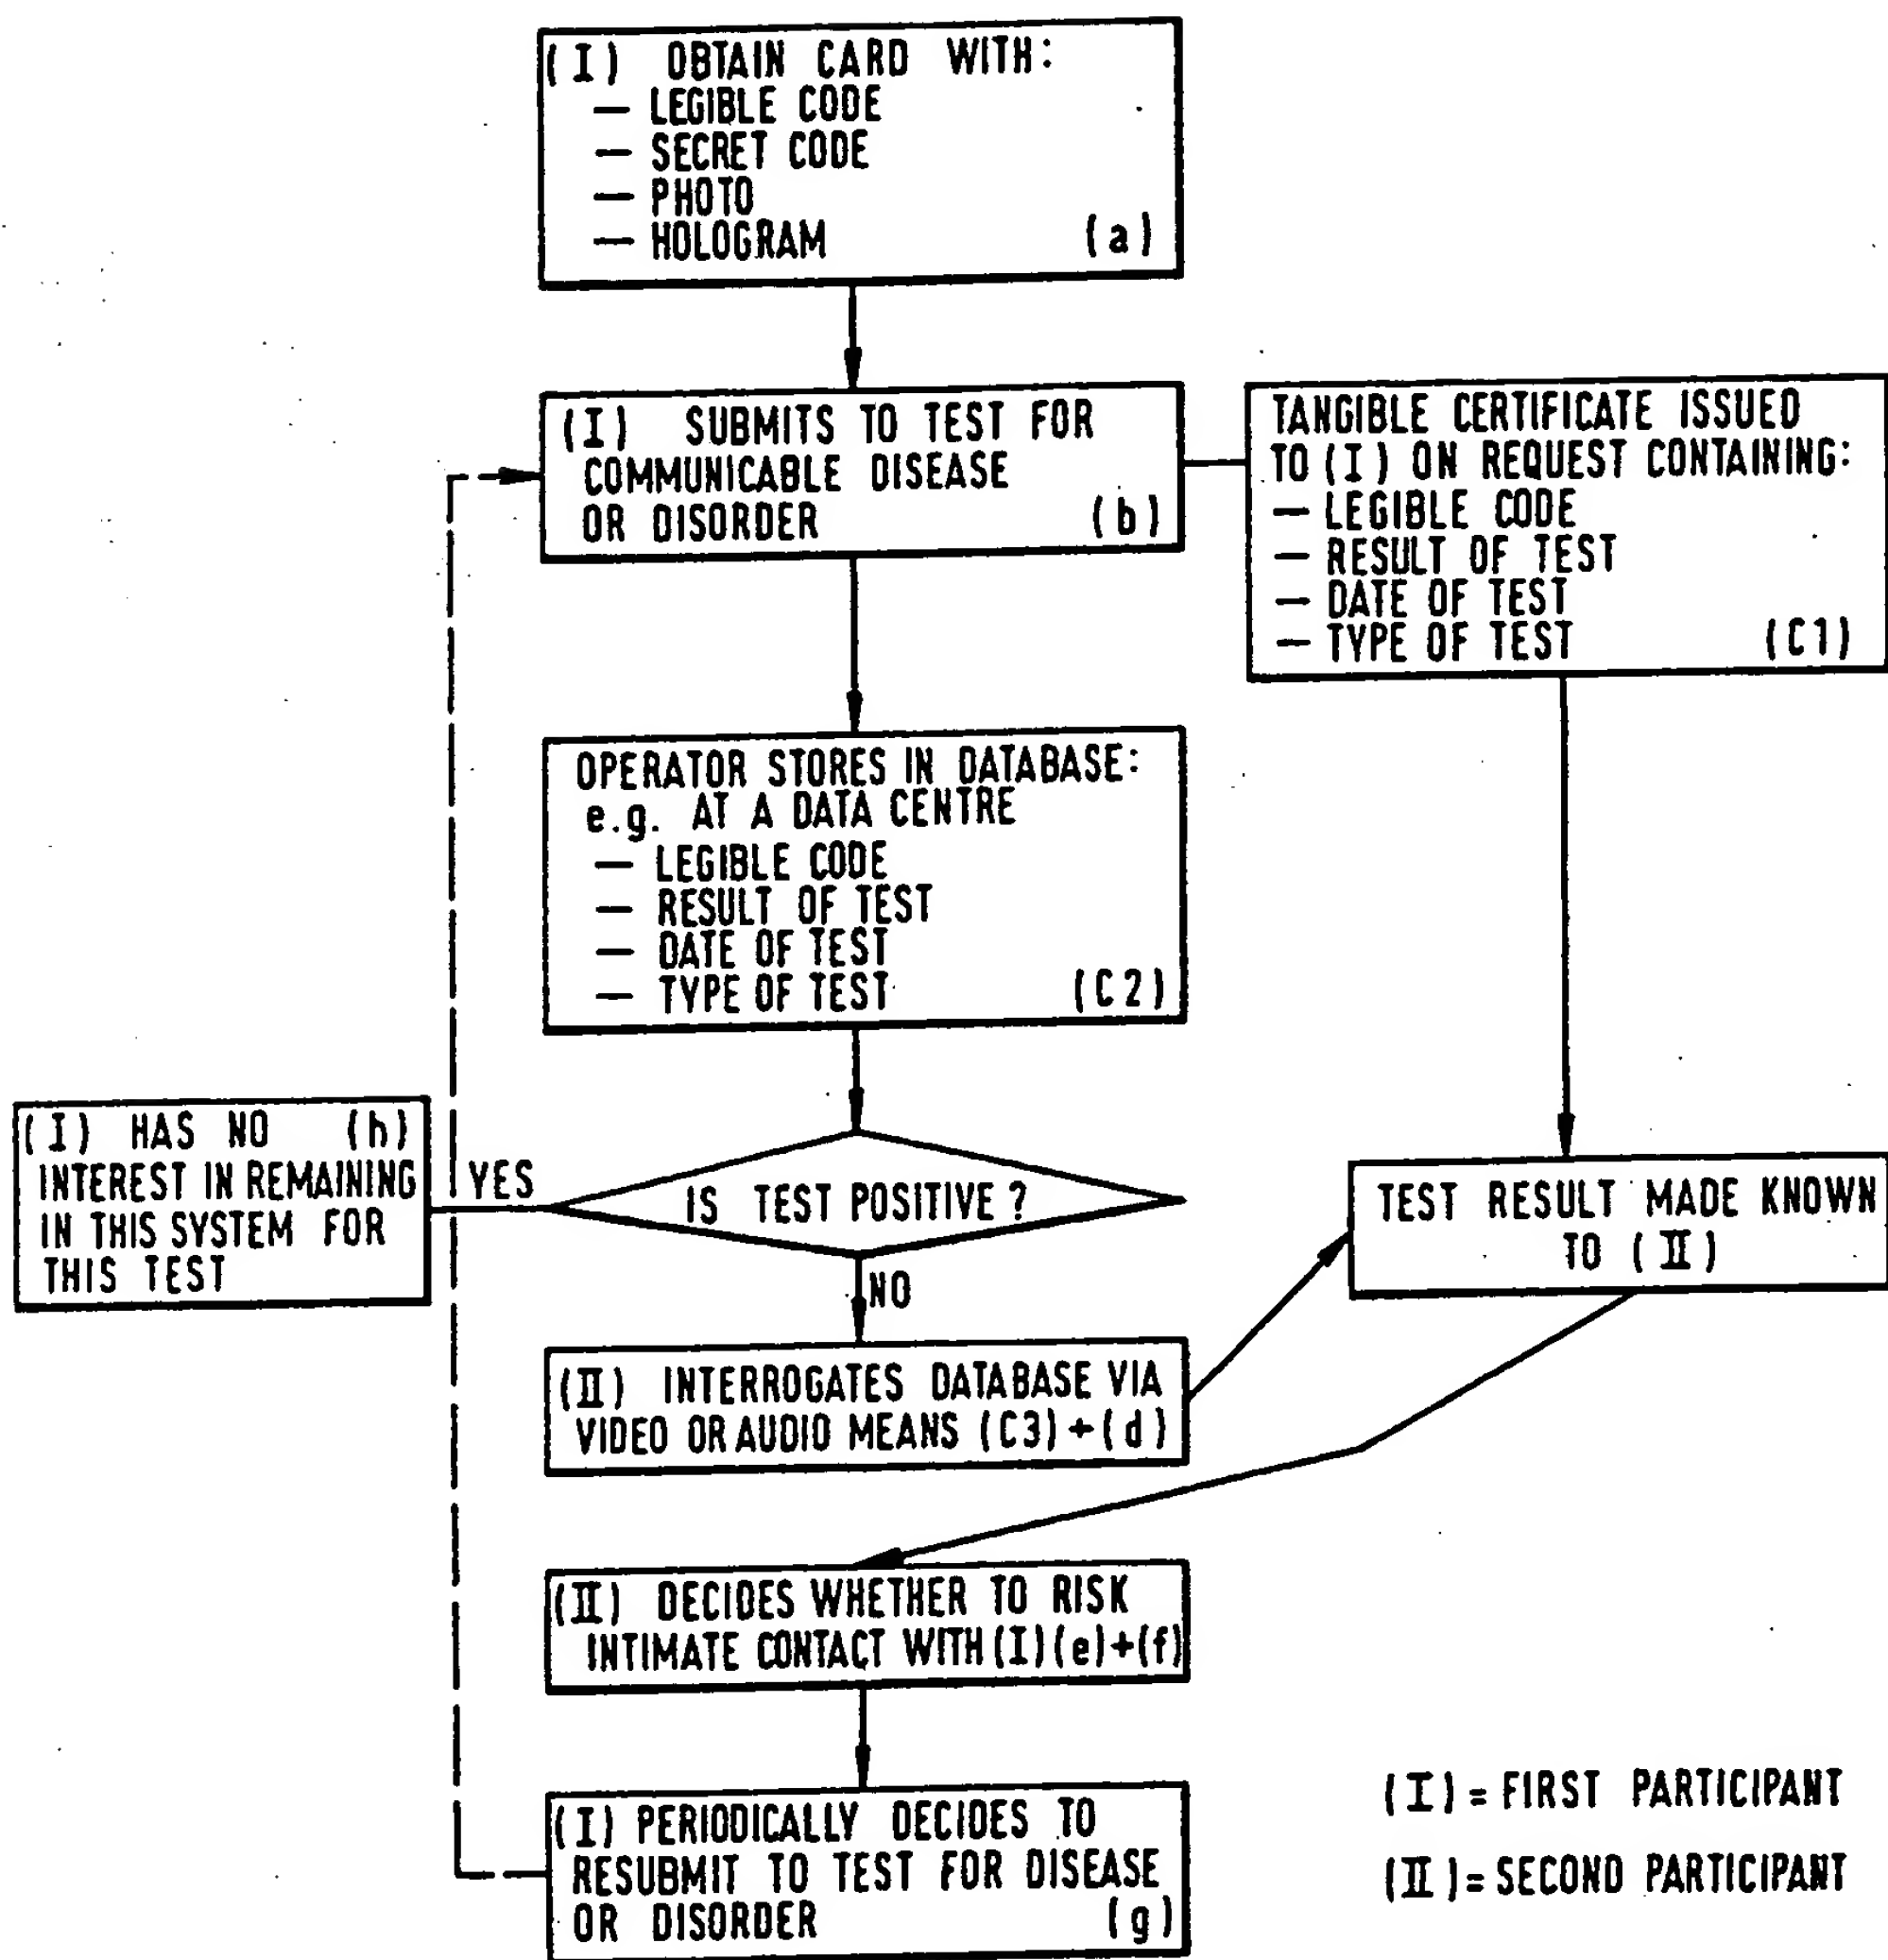 (I) OBTAIN CARD WITH:
— LEGIBLE CODE
— SECRET CODE
— PHOTO
— HOLOGRAM (a)
(I) SUBMITS TO TEST FOR
COMMUNICABLE DISEASE
OR DISORDER (b)
TANGIBLE CERTIFICATE ISSUED
TO (I) ON REQUEST CONTAINING:
— LEGIBLE CODE
— RESULT OF TEST
— DATE OF TEST
— TYPE OF TEST (C1)
OPERATOR STORES IN DATABASE:
e.g. AT A DATA CENTRE
— LEGIBLE CODE
— RESULT OF TEST
— DATE OF TEST
— TYPE OF TEST (C2)
(I) HAS NO (h)
INTEREST IN REMAINING
IN THIS SYSTEM FOR
THIS TEST
YES
IS TEST POSITIVE ?
NO
TEST RESULT MADE KNOWN
TO (II)
(II) INTERROGATES DATABASE VIA
VIDEO OR AUDIO MEANS (C3)+(d)
(II) DECIDES WHETHER TO RISK
INTIMATE CONTACT WITH (I)(e)+(f)
(I) PERIODICALLY DECIDES TO
RESUBMIT TO TEST FOR DISEASE
OR DISORDER (g)
(I) = FIRST PARTICIPANT
(II) = SECOND PARTICIPANT